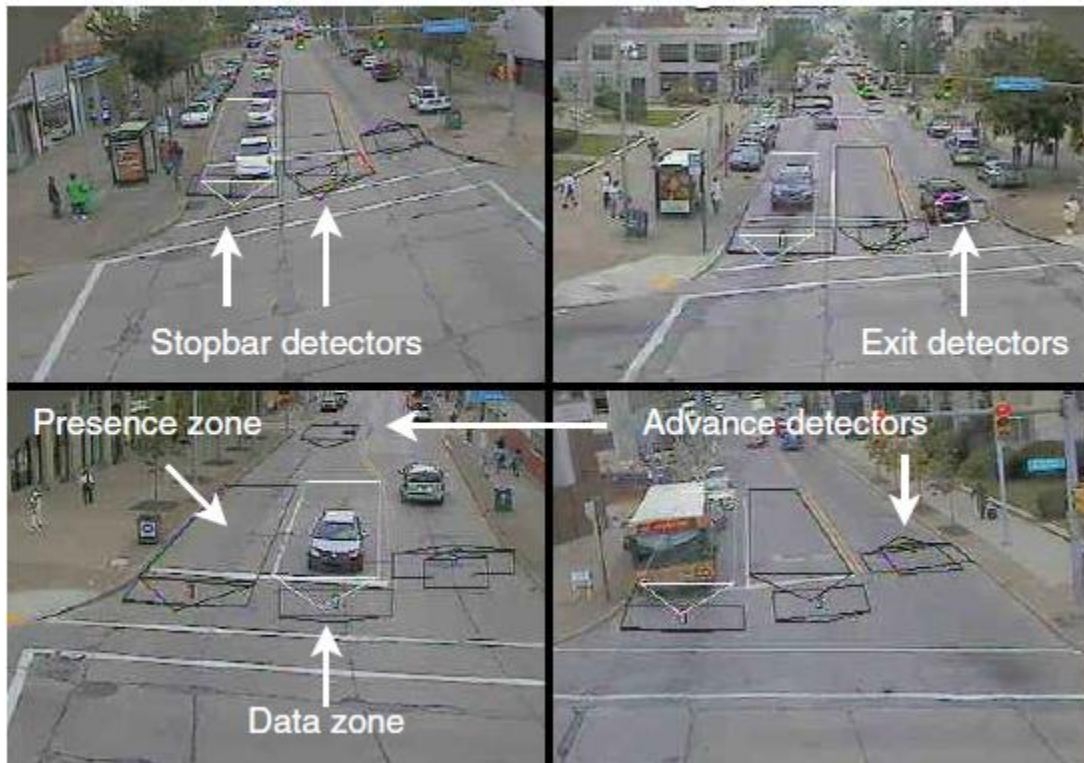 Stopbar detectors
Exit detectors
Presence zone
Advance detectors
Data zone